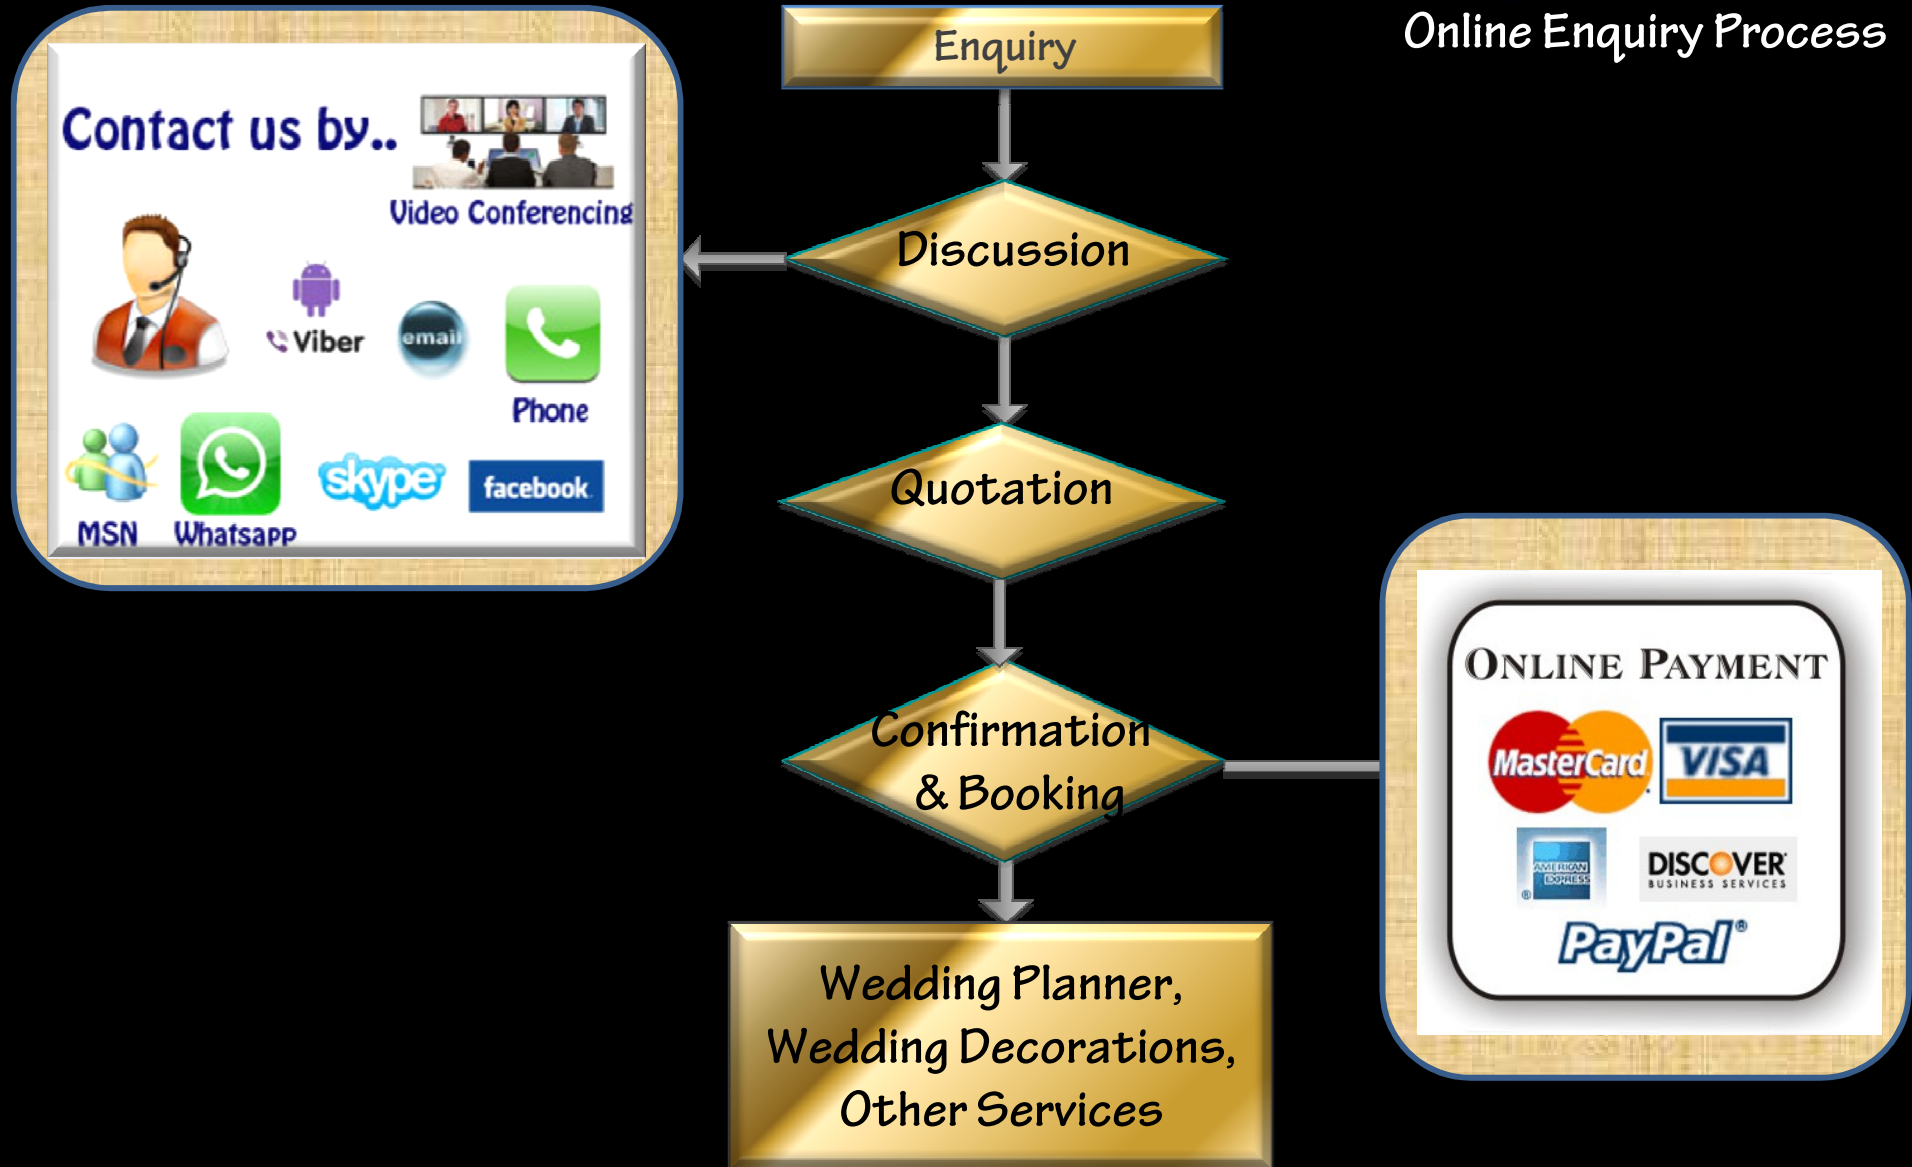 Online Enquiry Process
Enquiry
Contact us by..
Video Conferencing
Discussion
Viber
email
Phone
MSN
Whatsapp
skype
facebook
Quotation
Confirmation
& Booking
ONLINE PAYMENT
MasterCard
VISA
AMERICAN
EXPRESS
DISCOVER
BUSINESS SERVICES
PayPal®
Wedding Planner,
Wedding Decorations,
Other Services